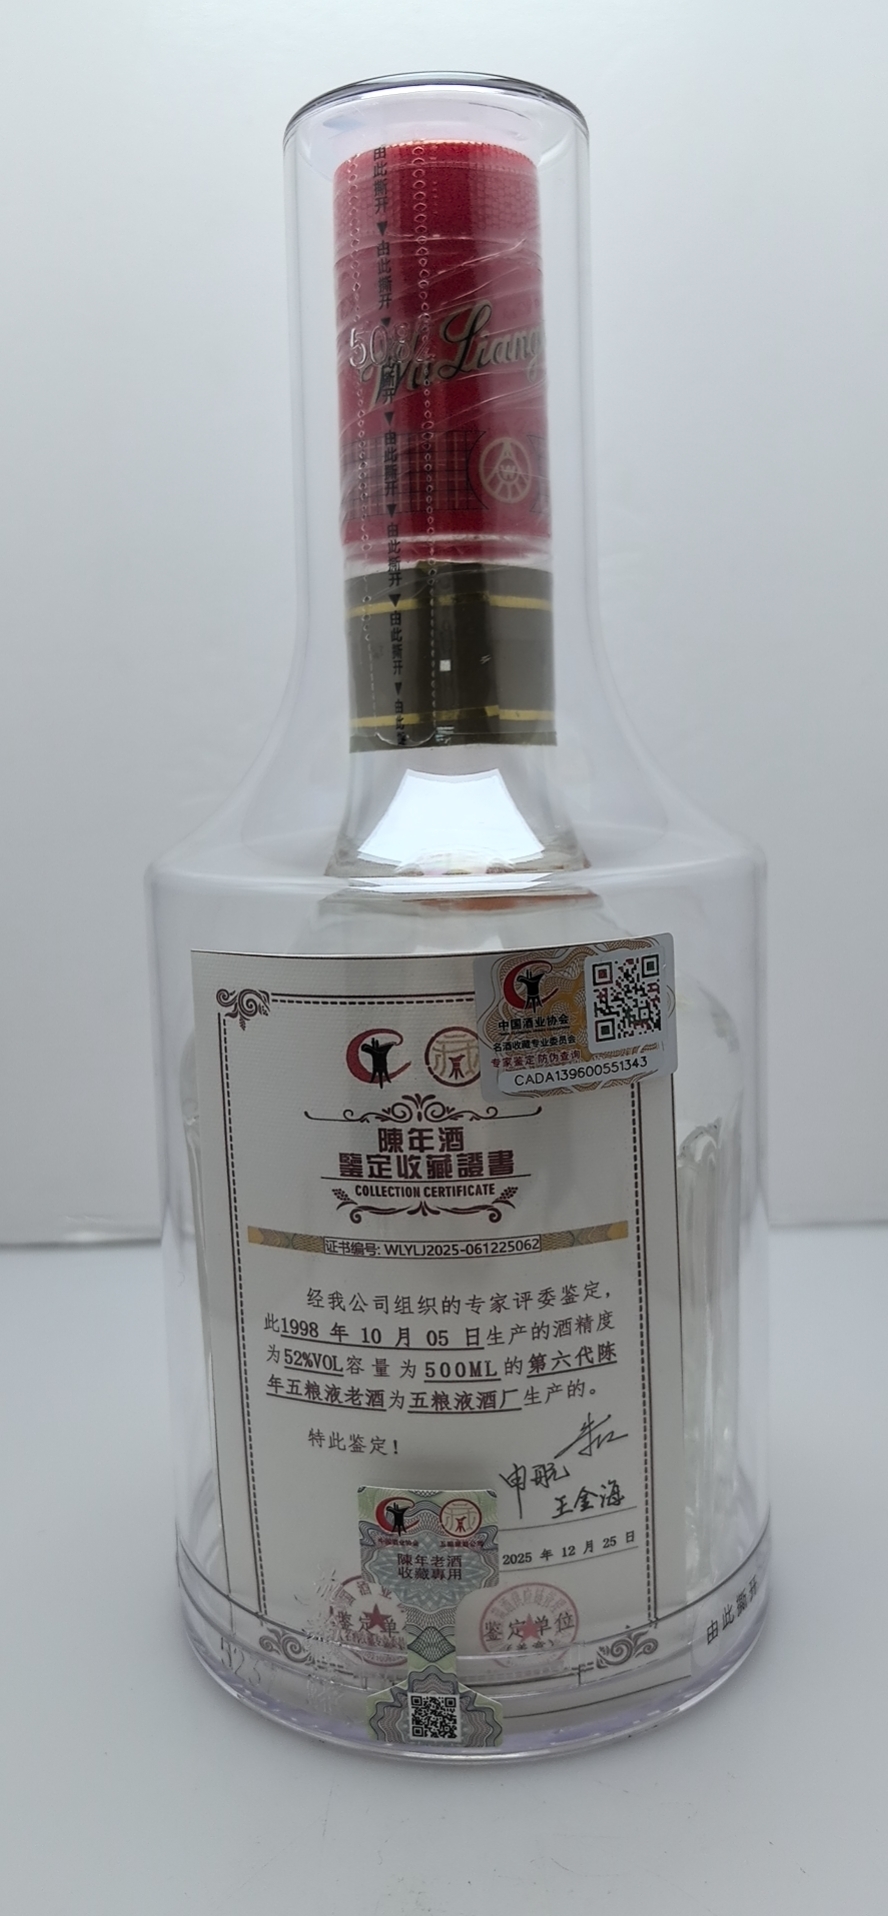 由此撕开▼由此撕开▼
由此撕开▼由此撕开▼由此撕开
Wu Liang
中国酒业协会
名酒收藏专业委员会
专家鉴定 防伪查询
CADA139600551343
陳年酒
鑒定收藏證書
COLLECTION CERTIFICATE
证书编号: WLYLJ2025-061225062
经我公司组织的专家评委鉴定,
此1998 年 10 月 05 日生产的酒精度
为52%VOL容量为500ML的第六代陈
年五粮液老酒为五粮液酒厂生产的。
特此鉴定!
申航
王金海
2025 年 12 月 25 日
陳年老酒
收藏專用
鉴定单
鉴定单位
由此撕开